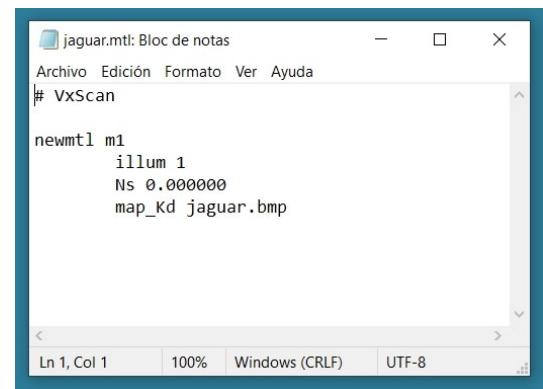 jaguar.mtl: Bloc de notas
Archivo Edición Formato Ver Ayuda
# VxScan
newmtl m1
illum 1
Ns 0.000000
map_Kd jaguar.bmp
Ln 1, Col 1 100% Windows (CRLF) UTF-8